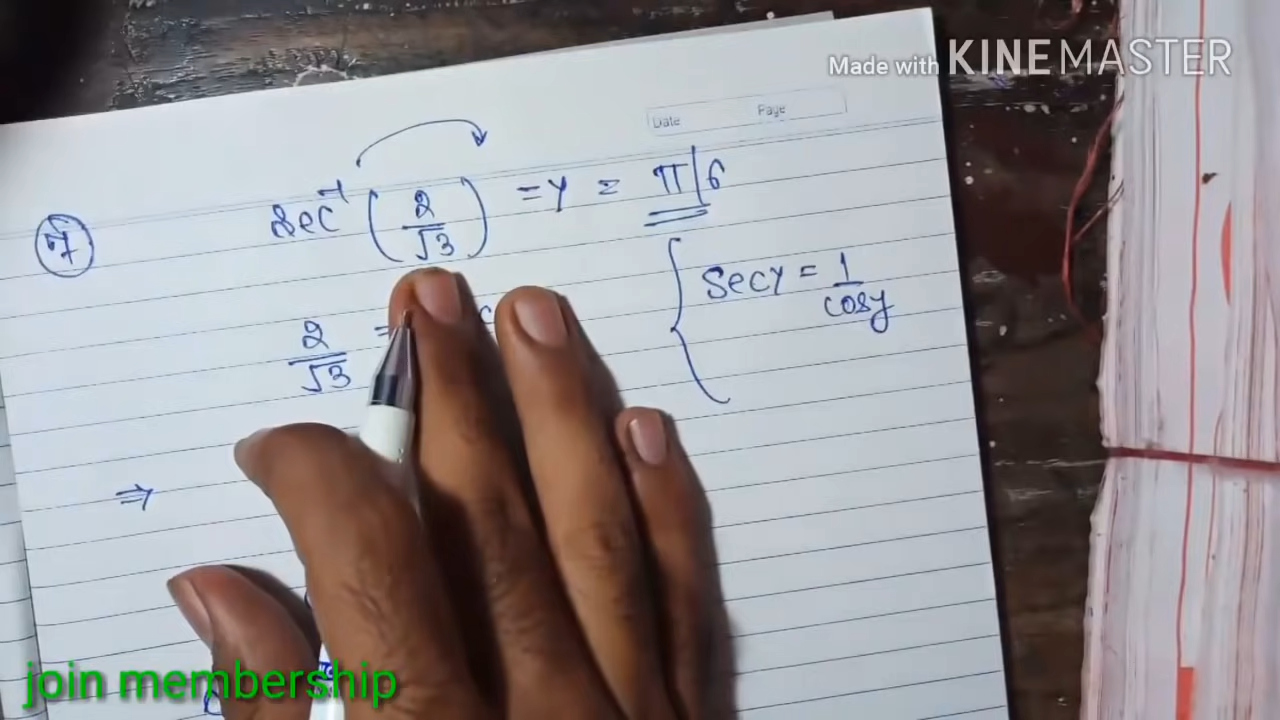 Made with KINEMASTER
Date Page
7 sec⁻¹ (2/√3) = y = π/6
2/√3 =
{ Secy = 1/cosy
⇒
join membership